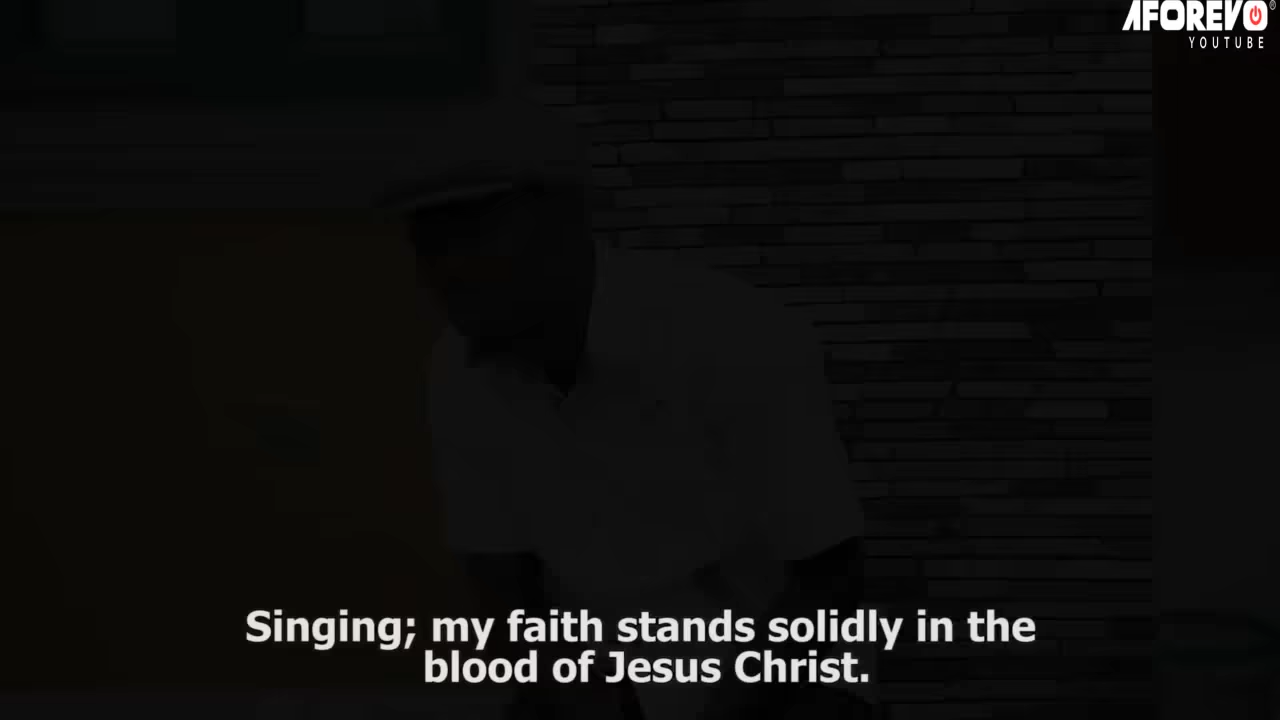 AFOREVO
YOUTUBE
Singing; my faith stands solidly in the
blood of Jesus Christ.